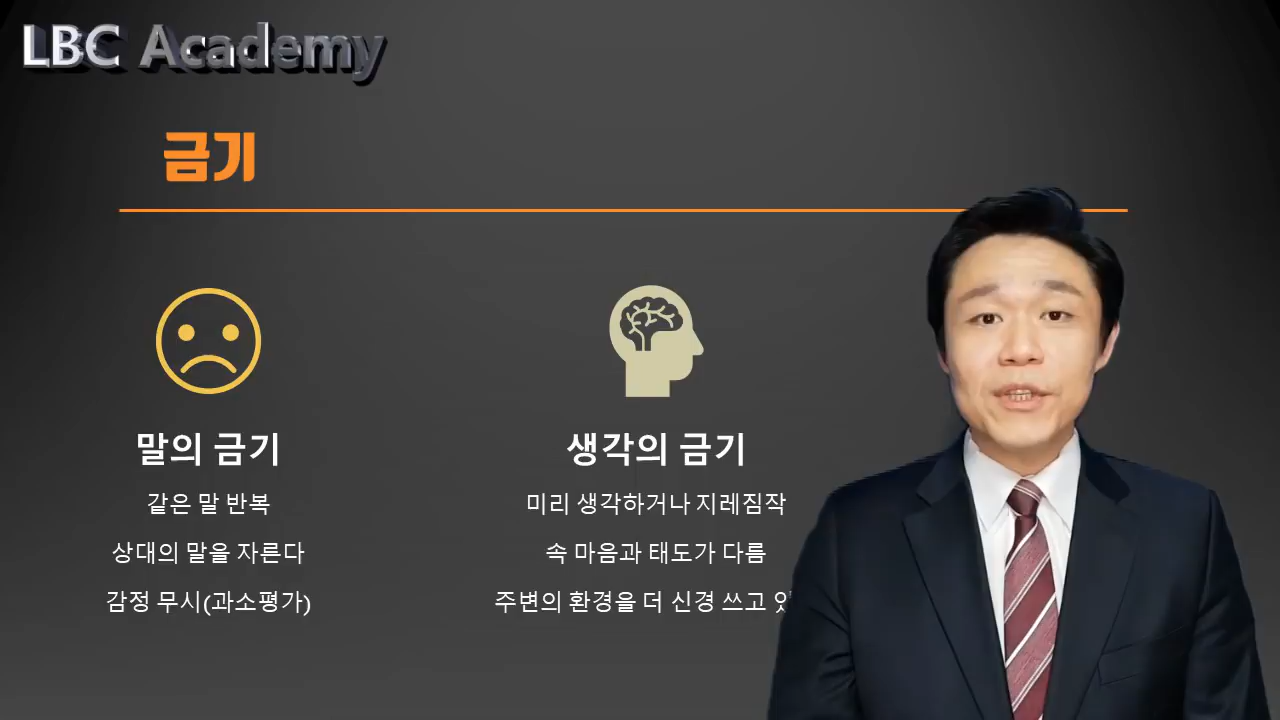 LBC Academy
금기
말의 금기
같은 말 반복
상대의 말을 자른다
감정 무시(과소평가)
생각의 금기
미리 생각하거나 지레짐작
속 마음과 태도가 다름
주변의 환경을 더 신경 쓰고